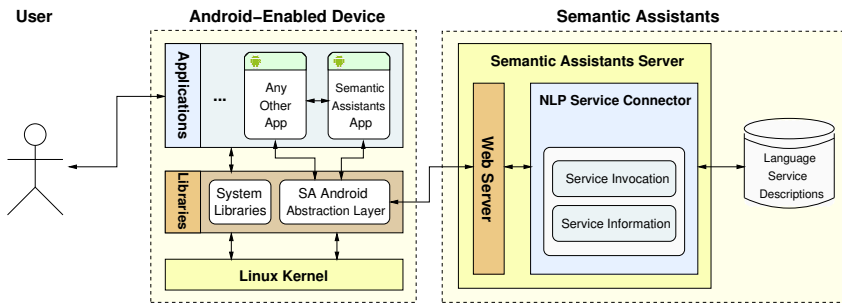 User
Android–Enabled Device
Semantic Assistants
Applications
...
Any
Other
App
Semantic
Assistants
App
Libraries
System
Libraries
SA Android
Abstraction Layer
Linux Kernel
Semantic Assistants Server
Web Server
NLP Service Connector
Service Invocation
Service Information
Language
Service
Descriptions